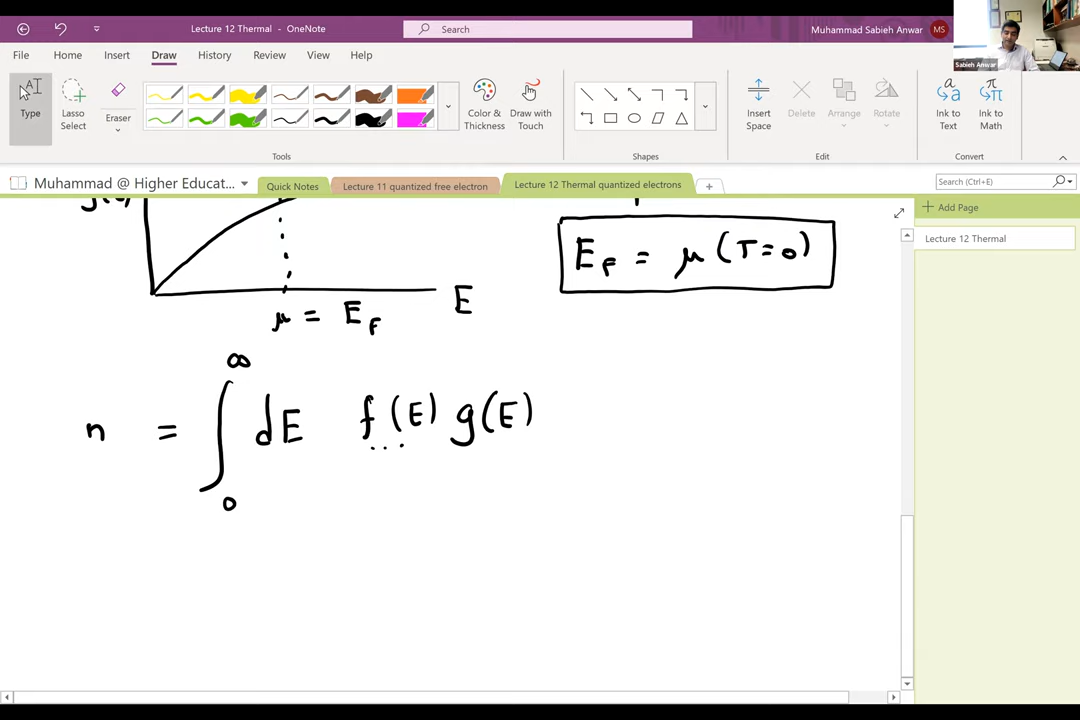 Lecture 12 Thermal - OneNote
Search
Muhammad Sabieh Anwar
MS
Sabieh Anwar
File Home Insert Draw History Review View Help
Type
Lasso Select
Eraser
Color & Thickness
Draw with Touch
Insert Space
Delete
Arrange
Rotate
Ink to Text
Ink to Math
Tools
Shapes
Edit
Convert
Muhammad @ Higher Educat...
Quick Notes
Lecture 11 quantized free electron
Lecture 12 Thermal quantized electrons
Search (Ctrl+E)
Add Page
Lecture 12 Thermal
E_F = μ (T=0)
E
μ = E_F
n = ∫_0^∞ dE f(E) g(E)